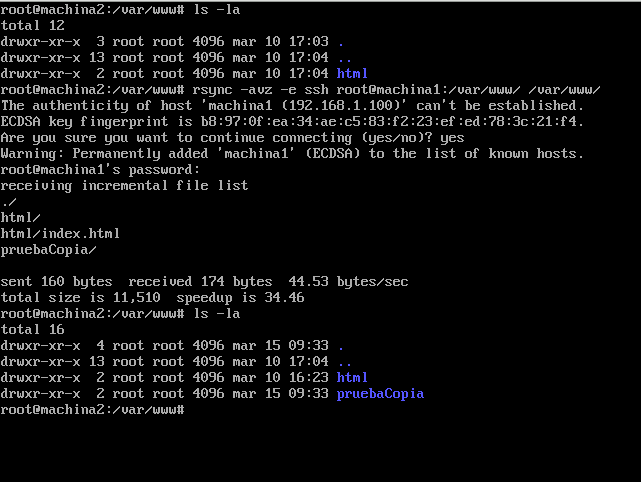 root@machina2:/var/www# ls -la
total 12
drwxr-xr-x  3 root root 4096 mar 10 17:03 .
drwxr-xr-x 13 root root 4096 mar 10 17:04 ..
drwxr-xr-x  2 root root 4096 mar 10 17:04 html
root@machina2:/var/www# rsync -avz -e ssh root@machina1:/var/www/ /var/www/
The authenticity of host 'machina1 (192.168.1.100)' can't be established.
ECDSA key fingerprint is b8:97:0f:ea:34:ae:c5:83:f2:23:ef:ed:78:3c:21:f4.
Are you sure you want to continue connecting (yes/no)? yes
Warning: Permanently added 'machina1' (ECDSA) to the list of known hosts.
root@machina1's password:
receiving incremental file list
./
html/
html/index.html
pruebaCopia/
sent 160 bytes  received 174 bytes  44.53 bytes/sec
total size is 11,510  speedup is 34.46
root@machina2:/var/www# ls -la
total 16
drwxr-xr-x  4 root root 4096 mar 15 09:33 .
drwxr-xr-x 13 root root 4096 mar 10 17:04 ..
drwxr-xr-x  2 root root 4096 mar 10 16:23 html
drwxr-xr-x  2 root root 4096 mar 15 09:33 pruebaCopia
root@machina2:/var/www#